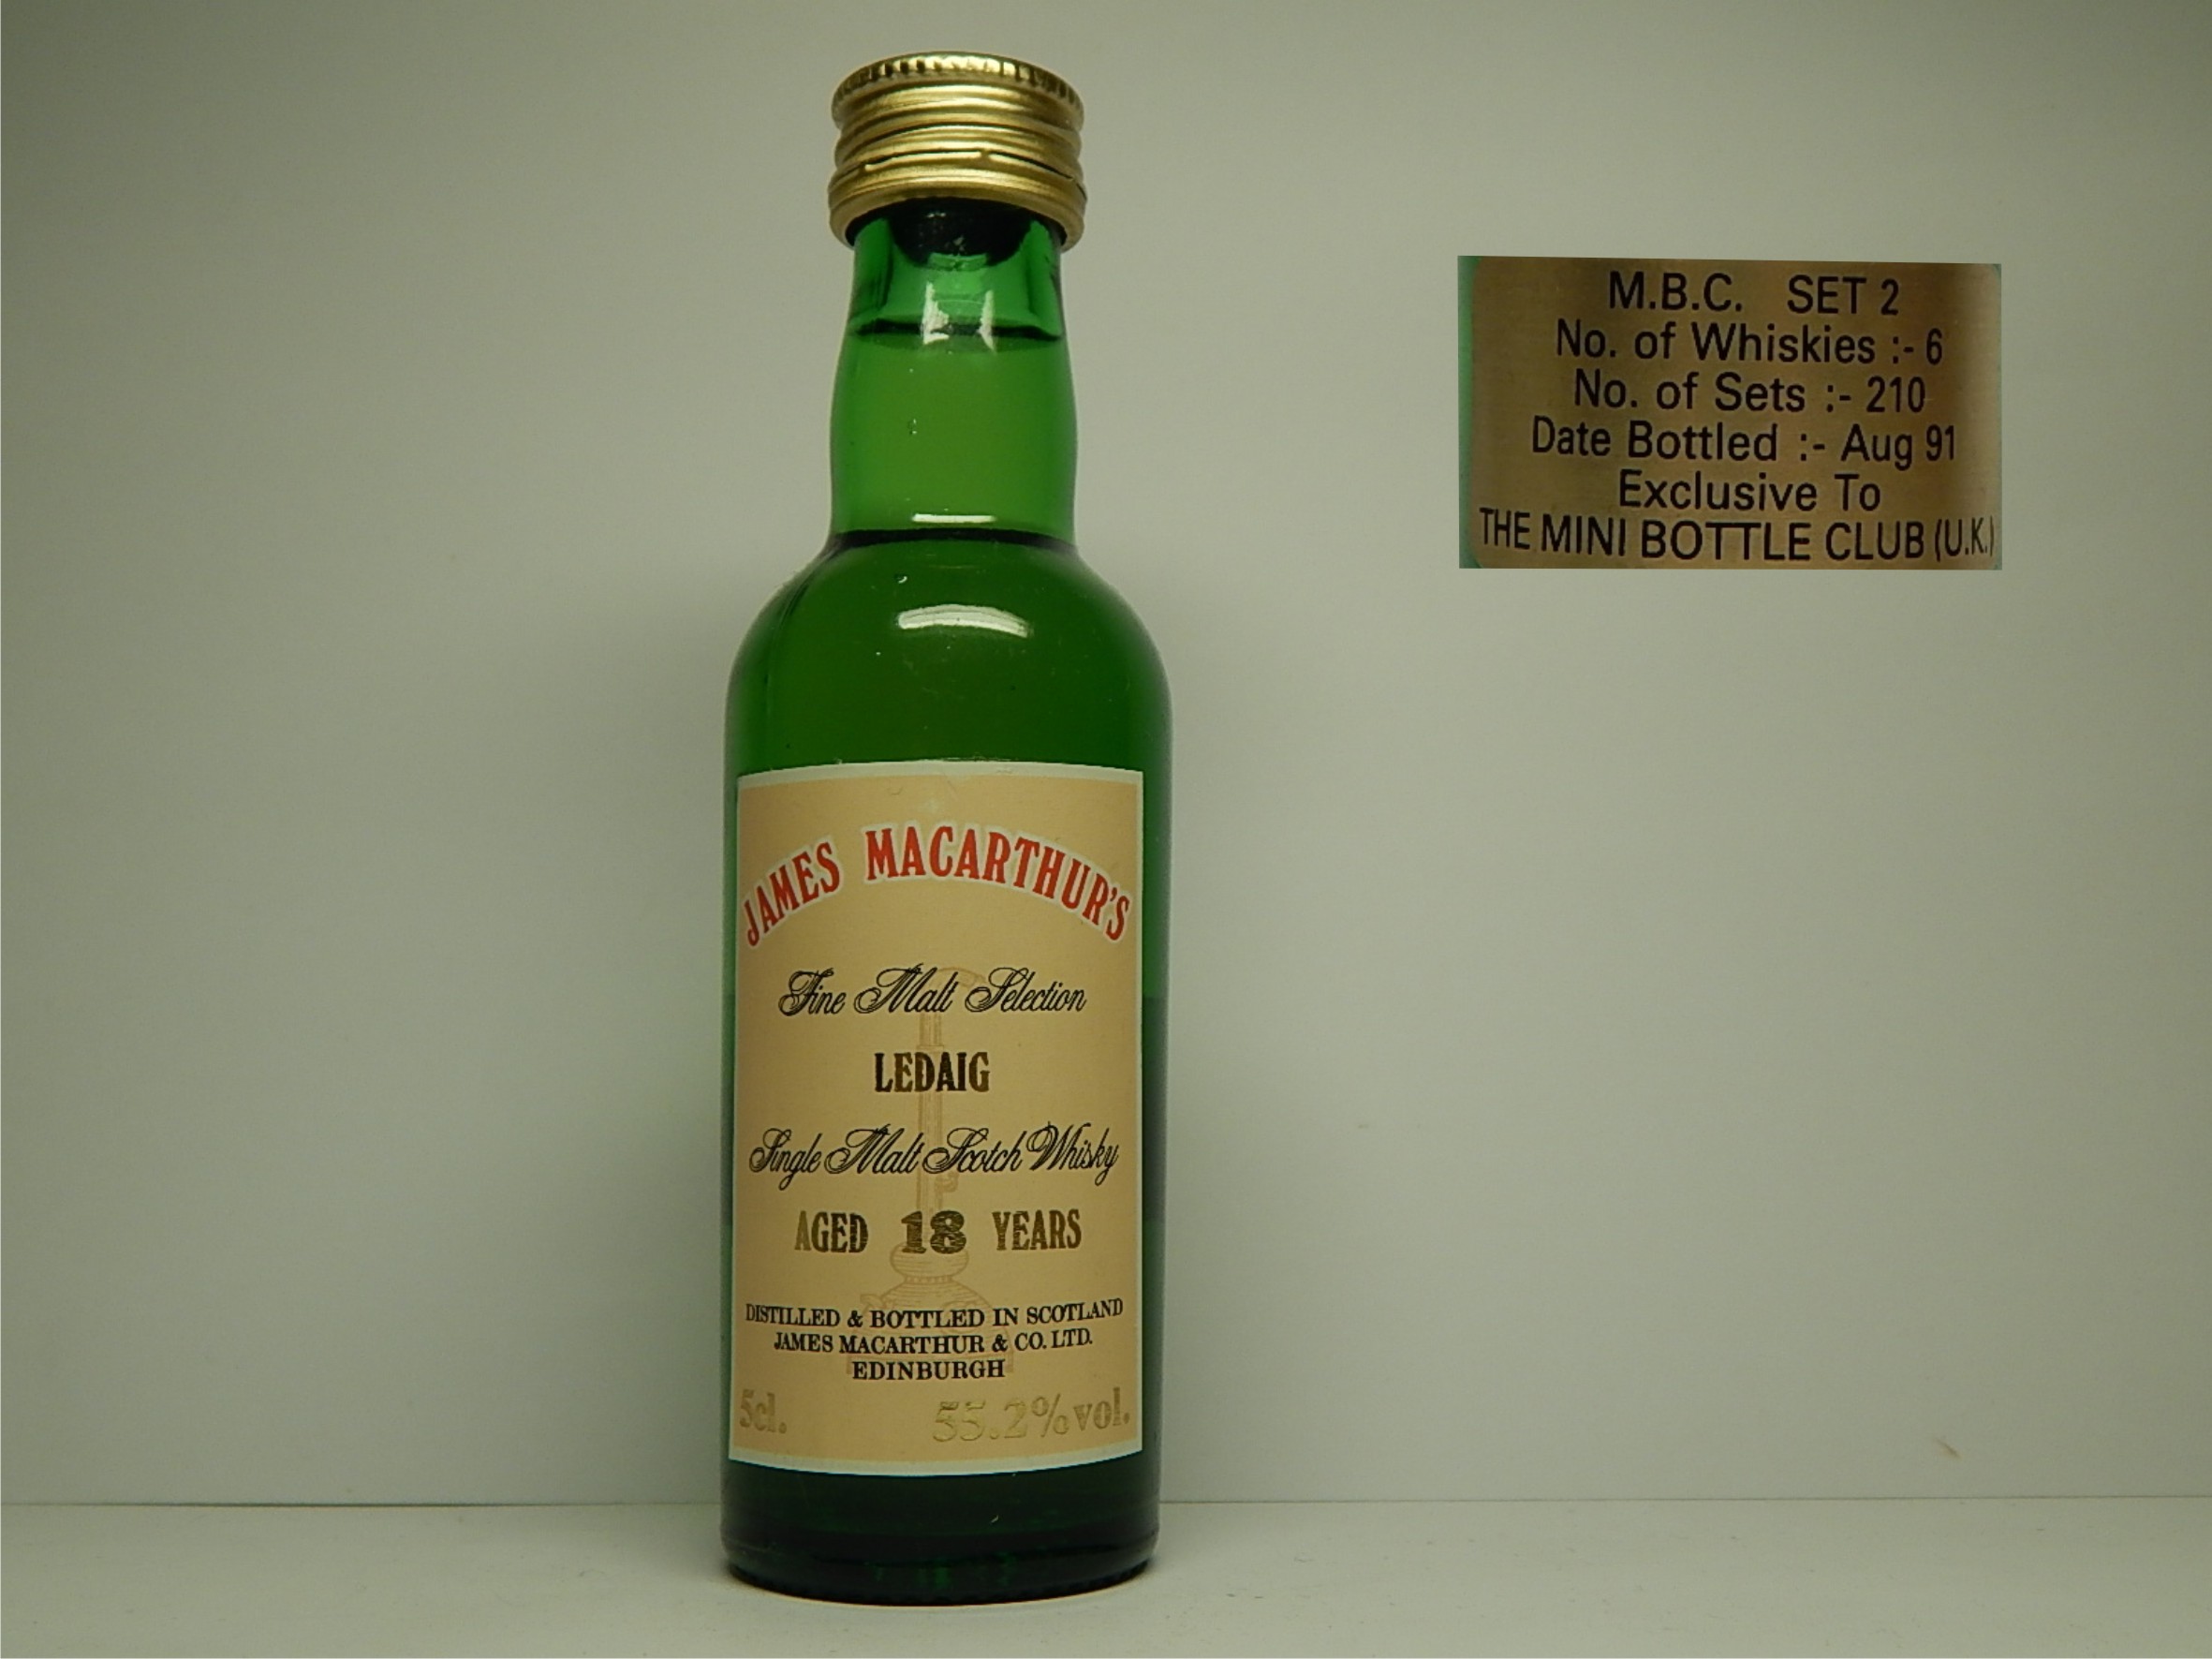 JAMES MACARTHUR'S
Fine Malt Selection
LEDAIG
Single Malt Scotch Whisky
AGED 18 YEARS
DISTILLED & BOTTLED IN SCOTLAND
JAMES MACARTHUR & CO. LTD.
EDINBURGH
5cl. 55.2% vol.
M.B.C. SET 2
No. of Whiskies :- 6
No. of Sets :- 210
Date Bottled :- Aug 91
Exclusive To
THE MINI BOTTLE CLUB (U.K.)